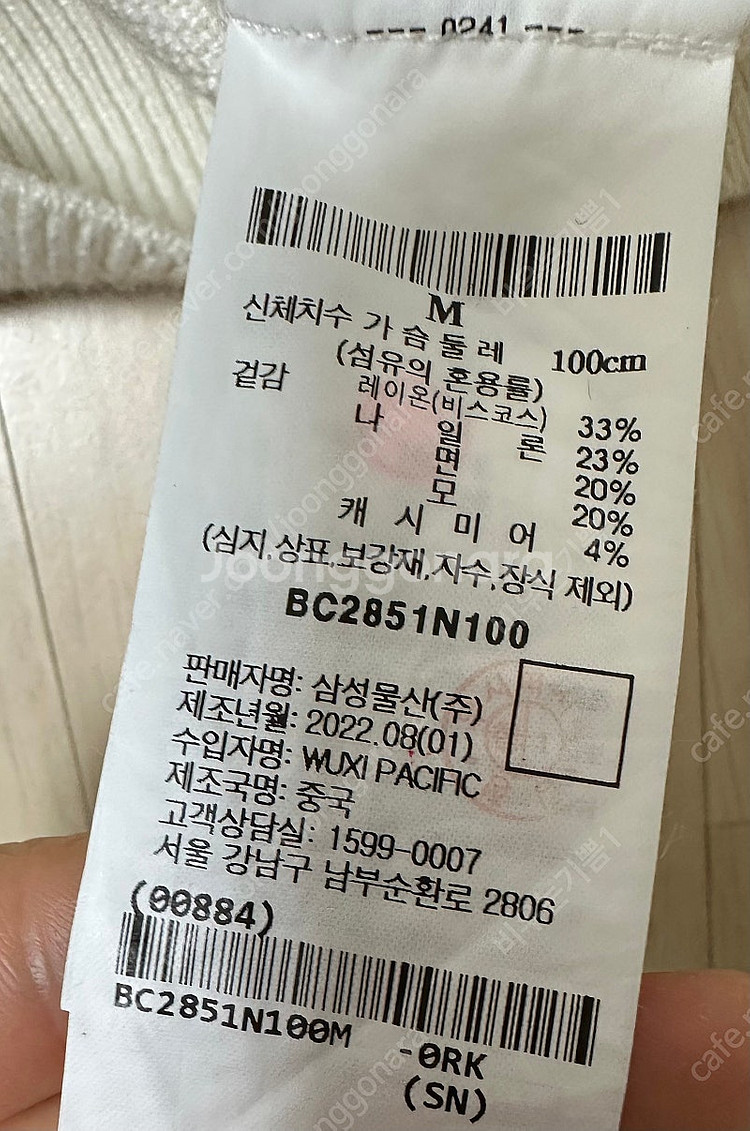 --- 0241 ---
M
신체치수 가슴둘레 100cm
(섬유의 혼용률)
겉감 레이온(비스코스) 33%
나 일 론 23%
면 20%
모 20%
캐 시 미 어 4%
(심지,상표,보강재,자수,장식 제외)
BC2851N100
판매자명: 삼성물산(주)
제조년월: 2022.08(01)
수입자명: WUXI PACIFIC
제조국명: 중국
고객상담실: 1599-0007
서울 강남구 남부순환로 2806
(00884)
BC2851N100M -0RK
(SN)
Joonggonara